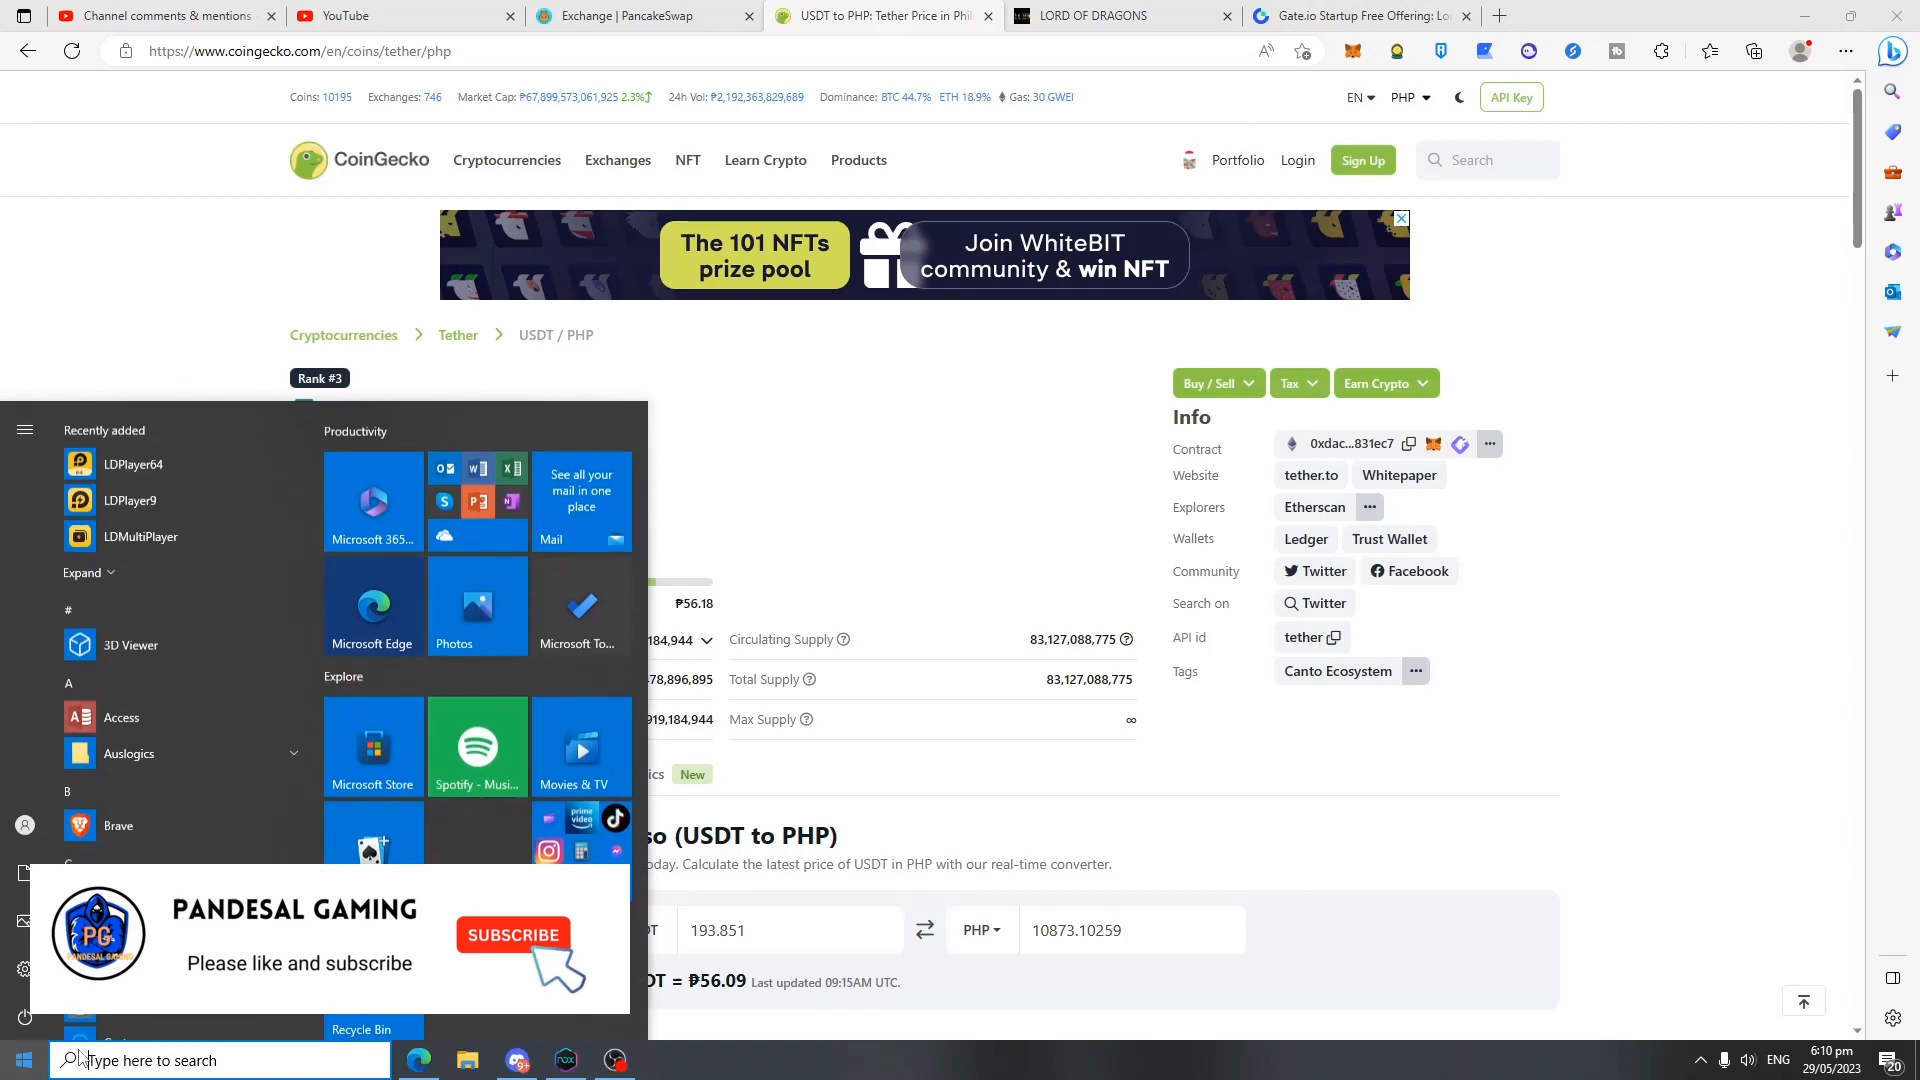 Channel comments & mentions
YouTube
Exchange | PancakeSwap
USDT to PHP: Tether Price in Phil
LORD OF DRAGONS
Gate.io Startup Free Offering: Lor
https://www.coingecko.com/en/coins/tether/php
Coins: 10195 Exchanges: 746 Market Cap: ₱67,899,573,061,925 2.3% 24h Vol: ₱2,192,363,829,689 Dominance: BTC 44.7% ETH 18.9% Gas: 30 GWEI
EN PHP API Key
CoinGecko Cryptocurrencies Exchanges NFT Learn Crypto Products
Portfolio Login Sign Up Search
The 101 NFTs
prize pool
Join WhiteBIT
community & win NFT
Cryptocurrencies Tether USDT / PHP
Rank #3
Buy / Sell Tax Earn Crypto
Info
Contract 0xdac...831ec7
Website tether.to Whitepaper
Explorers Etherscan
Wallets Ledger Trust Wallet
Community Twitter Facebook
Search on Twitter
API id tether
Tags Canto Ecosystem
₱56.18
184,944 Circulating Supply 83,127,088,775
78,896,895 Total Supply 83,127,088,775
919,184,944 Max Supply ∞
ics New
so (USDT to PHP)
oday. Calculate the latest price of USDT in PHP with our real-time converter.
DT 193.851 PHP 10873.10259
DT = ₱56.09 Last updated 09:15AM UTC.
Recently added
LDPlayer64
LDPlayer9
LDMultiPlayer
Expand
#
3D Viewer
A
Access
Auslogics
B
Brave
Productivity
Microsoft 365...
See all your
mail in one
place
Mail
Microsoft Edge
Photos
Microsoft To...
Explore
Microsoft Store
Spotify - Musi...
Movies & TV
prime
video
Recycle Bin
PG
PANDESAL GAMING
PANDESAL GAMING
Please like and subscribe
SUBSCRIBE
Type here to search
9+
nox
ENG
6:10 pm
29/05/2023
20